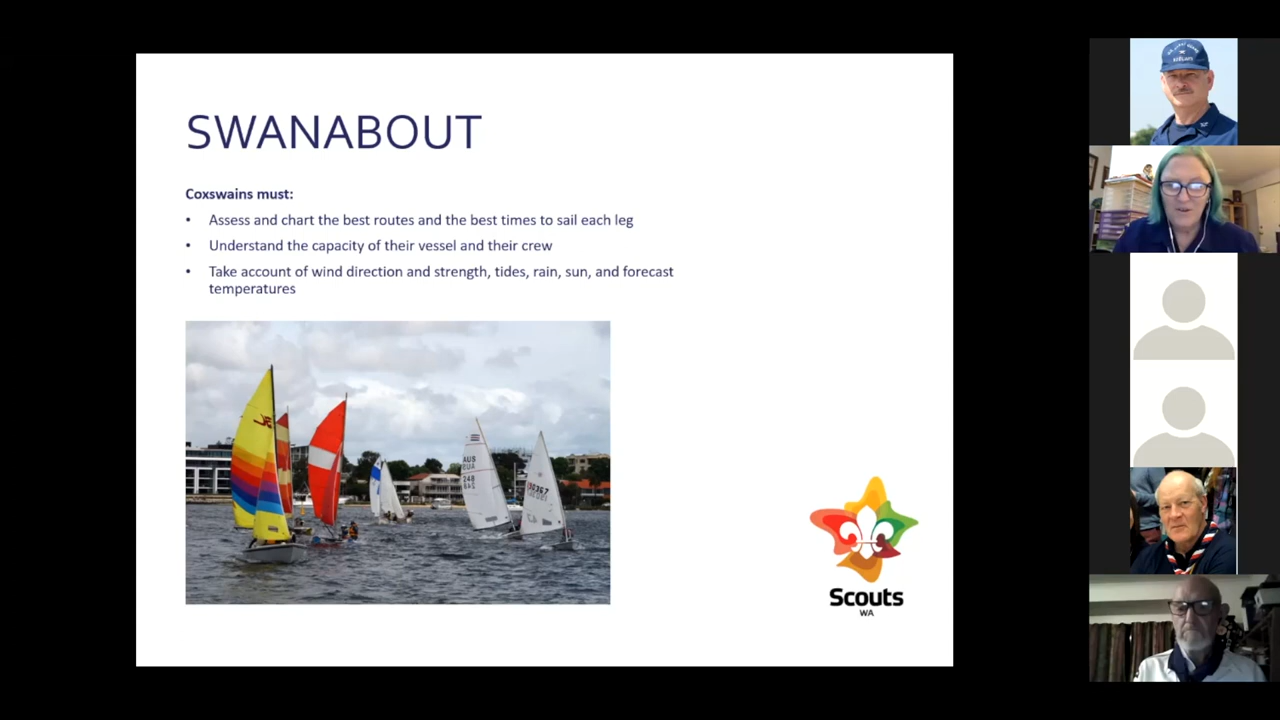 SWANABOUT
Coxswains must:
• Assess and chart the best routes and the best times to sail each leg
• Understand the capacity of their vessel and their crew
• Take account of wind direction and strength, tides, rain, sun, and forecast
temperatures
AUS
248
Scouts
WA